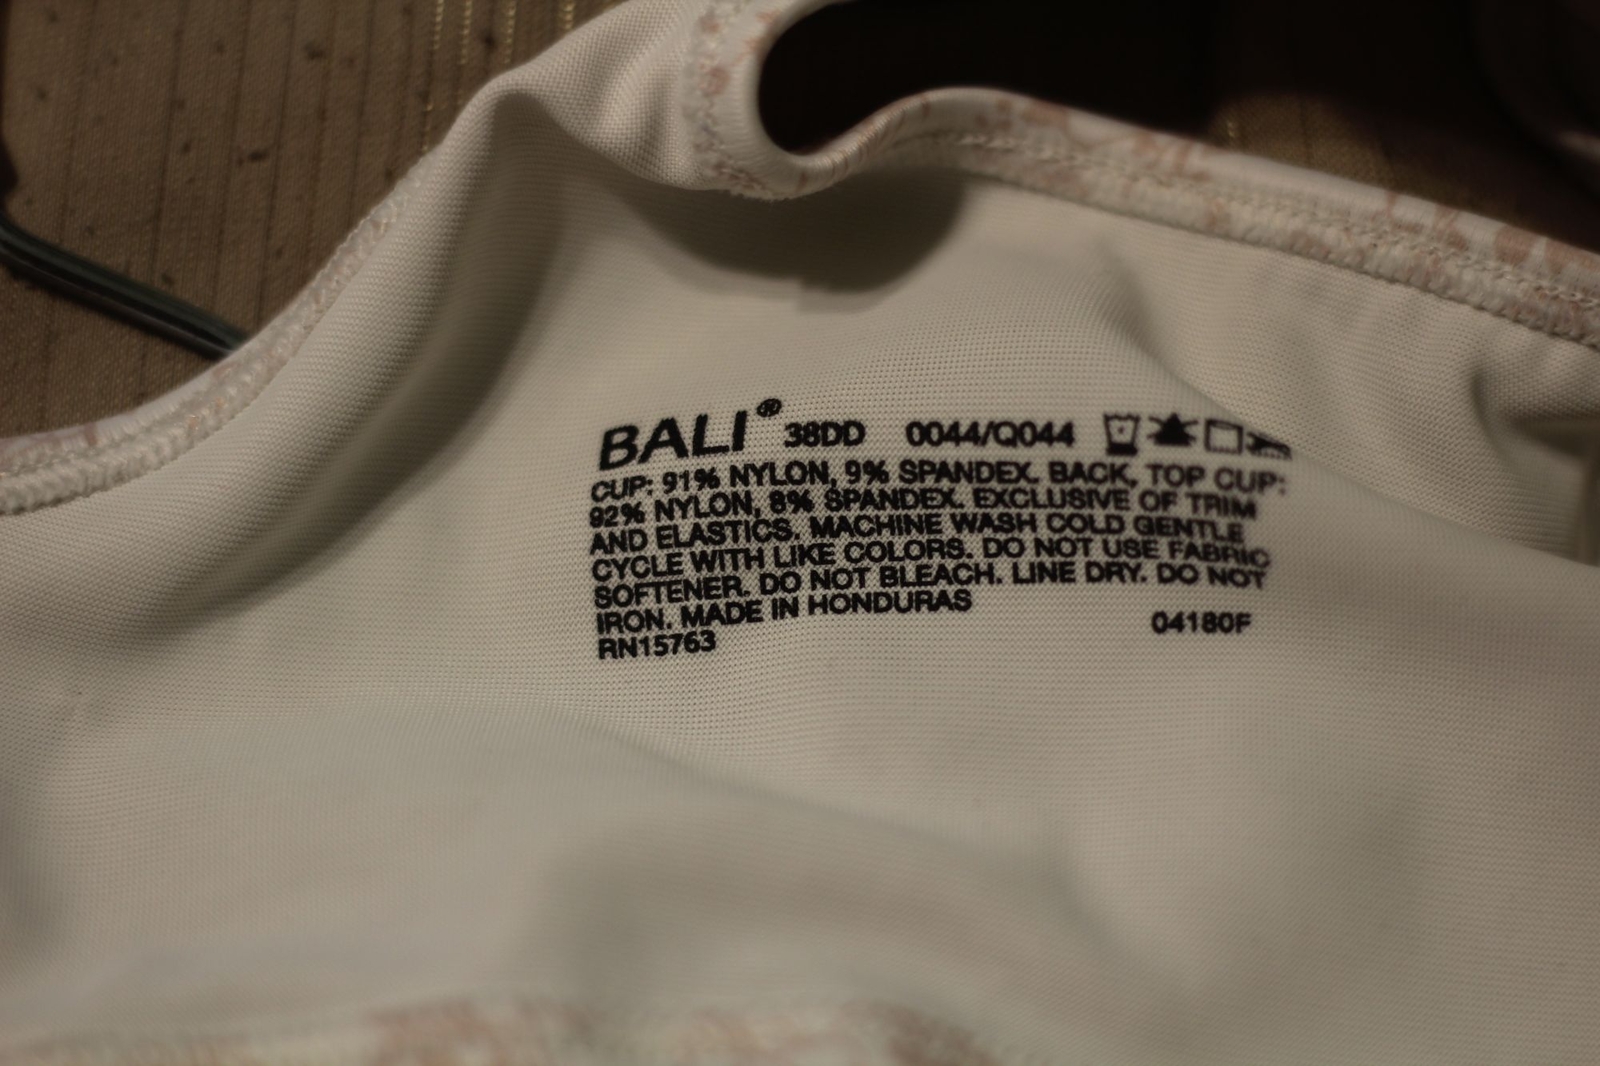 BALI® 38DD 0044/Q044
CUP: 91% NYLON, 9% SPANDEX. BACK, TOP CUP:
92% NYLON, 8% SPANDEX. EXCLUSIVE OF TRIM
AND ELASTICS. MACHINE WASH COLD GENTLE
CYCLE WITH LIKE COLORS. DO NOT USE FABRIC
SOFTENER. DO NOT BLEACH. LINE DRY. DO NOT
IRON. MADE IN HONDURAS
RN15763 04180F